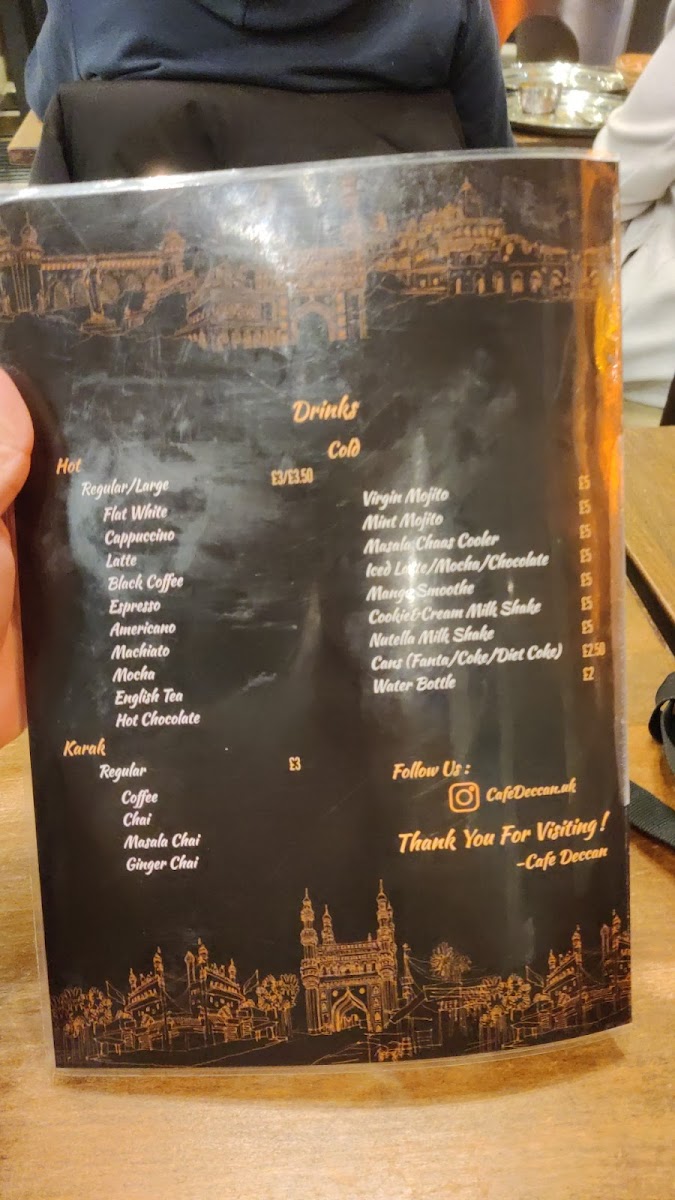 Drinks
Hot
Regular/Large £3/£3.50
Flat White
Cappuccino
Latte
Black Coffee
Espresso
Americano
Machiato
Mocha
English Tea
Hot Chocolate
Karak
Regular £3
Coffee
Chai
Masala Chai
Ginger Chai
Cold
Virgin Mojito £5
Mint Mojito £5
Masala Chaas Cooler £5
Iced Latte/Mocha/Chocolate £5
Mango Smoothe £5
Cookie&Cream Milk Shake £5
Nutella Milk Shake £5
Cans (Fanta/Coke/Diet Coke) £2.50
Water Bottle £2
Follow Us :
CafeDeccan.uk
Thank You For Visiting !
-Cafe Deccan